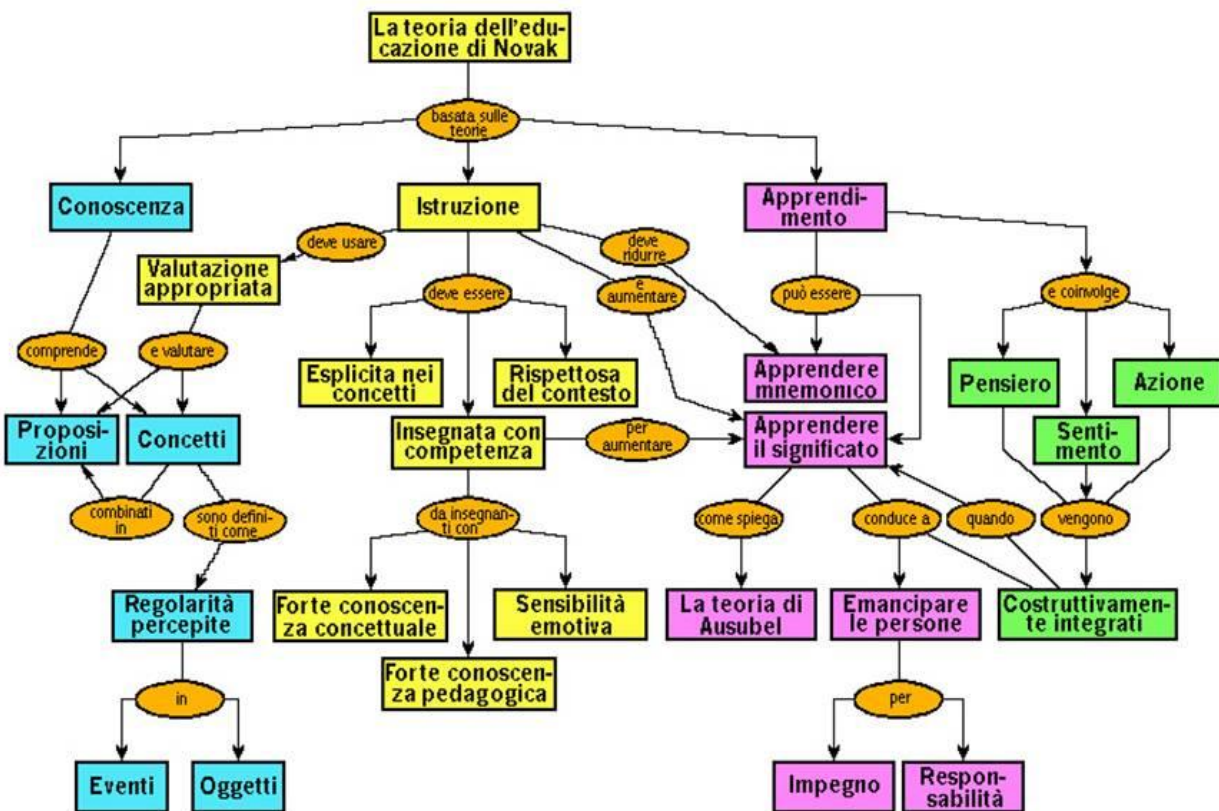 La teoria dell'edu-
cazione di Novak
basata sulle
teorie
Conoscenza
Istruzione
Apprendi-
mento
deve usare
deve
ridurre
Valutazione
appropriata
deve essere
e
aumentare
può essere
e coinvolge
comprende
e valutare
Esplicita nei
concetti
Rispettosa
del contesto
Apprendere
mnemonico
Pensiero
Azione
Proposi-
zioni
Concetti
Insegnata con
competenza
per
aumentare
Apprendere
il significato
Senti-
mento
combinati
in
sono defini-
ti come
da insegnan-
ti con
come spiega
conduce a
quando
vengono
Regolarità
percepite
Forte conoscen-
za concettuale
Sensibilità
emotiva
La teoria di
Ausubel
Emancipare
le persone
Costruttivamen-
te integrati
Forte conoscen-
za pedagogica
in
per
Eventi
Oggetti
Impegno
Respon-
sabilità